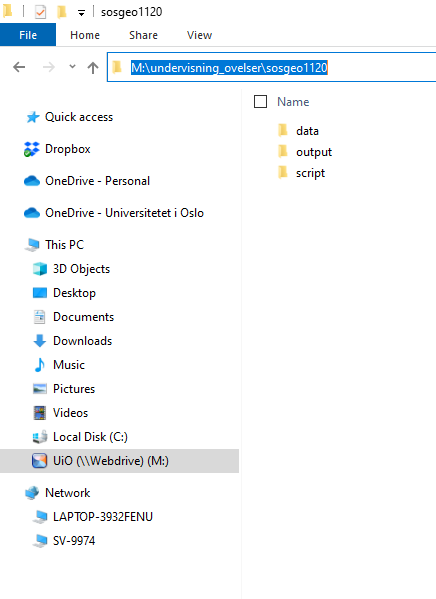 sosgeo1120
File
Home
Share
View
M:\undervisning_ovelser\sosgeo1120
Name
data
output
script
Quick access
Dropbox
OneDrive - Personal
OneDrive - Universitetet i Oslo
This PC
3D Objects
Desktop
Documents
Downloads
Music
Pictures
Videos
Local Disk (C:)
UiO (\\Webdrive) (M:)
Network
LAPTOP-3932FENU
SV-9974